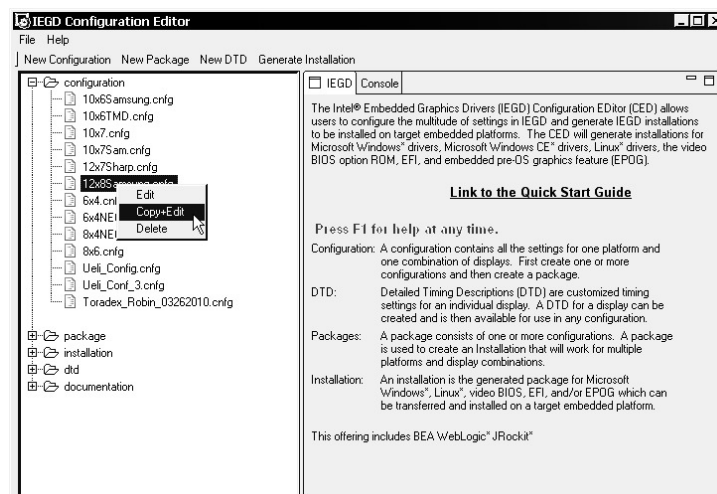 IEGD Configuration Editor
File Help
New Configuration New Package New DTD Generate Installation
configuration
10x6Samsung.cnfg
10x6TMD.cnfg
10x7.cnfg
10x7Sam.cnfg
12x7Sharp.cnfg
Edit
Copy+Edit
Delete
8x6.cnfg
Ueli_Config.cnfg
Ueli_Conf_3.cnfg
Toradex_Robin_03262010.cnfg
package
installation
dtd
documentation
IEGD Console
The Intel® Embedded Graphics Drivers (IEGD) Configuration EDitor (CED) allows
users to configure the multitude of settings in IEGD and generate IEGD installations
to be installed on target embedded platforms. The CED will generate installations for
Microsoft Windows* drivers, Microsoft Windows CE* drivers, Linux* drivers, the video
BIOS option ROM, EFI, and embedded pre-OS graphics feature (EPOG).
Link to the Quick Start Guide
Press F1 for help at any time.
Configuration: A configuration contains all the settings for one platform and
one combination of displays. First create one or more
configurations and then create a package.
DTD: Detailed Timing Descriptions (DTD) are customized timing
settings for an individual display. A DTD for a display can be
created and is then available for use in any configuration.
Packages: A package consists of one or more configurations. A package
is used to create an Installation that will work for multiple
platforms and display combinations.
Installation: An installation is the generated package for Microsoft
Windows*, Linux*, video BIOS, EFI, and/or EPOG which can
be transferred and installed on a target embedded platform.
This offering includes BEA WebLogic* JRockit*